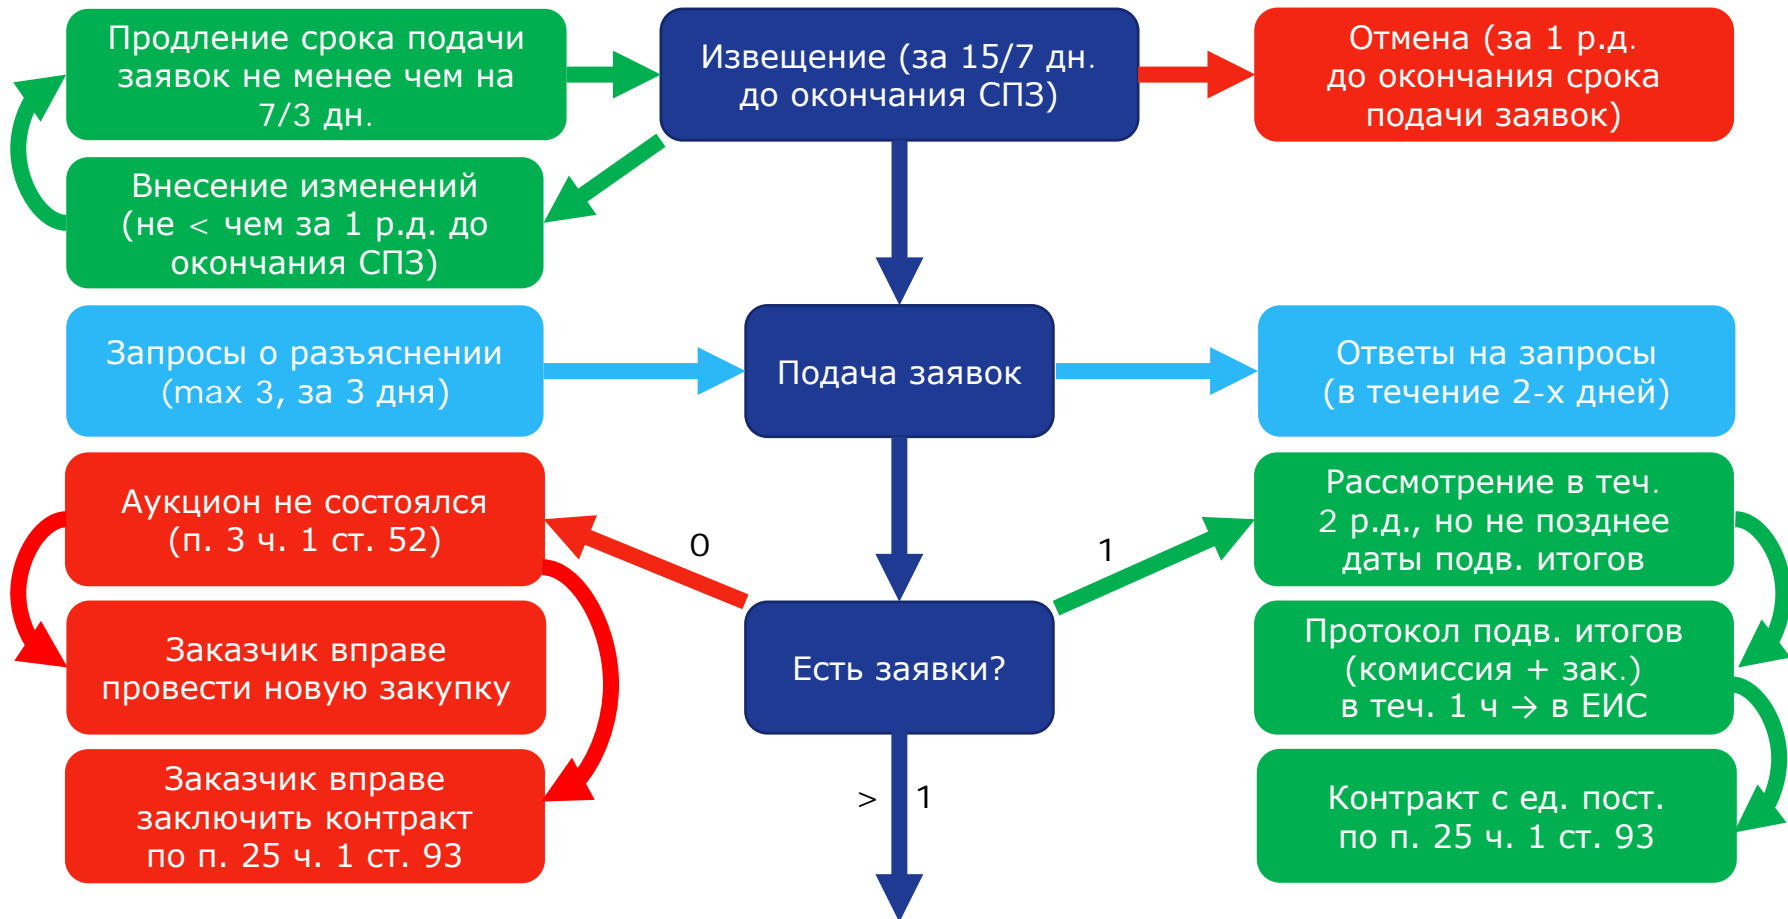 Продление срока подачи
заявок не менее чем на
7/3 дн.
Извещение (за 15/7 дн.
до окончания СПЗ)
Отмена (за 1 р.д.
до окончания срока
подачи заявок)
Внесение изменений
(не < чем за 1 р.д. до
окончания СПЗ)
Запросы о разъяснении
(max 3, за 3 дня)
Подача заявок
Ответы на запросы
(в течение 2-х дней)
Аукцион не состоялся
(п. 3 ч. 1 ст. 52)
0
1
Рассмотрение в теч.
2 р.д., но не позднее
даты подв. итогов
Заказчик вправе
провести новую закупку
Есть заявки?
Протокол подв. итогов
(комиссия + зак.)
в теч. 1 ч → в ЕИС
Заказчик вправе
заключить контракт
по п. 25 ч. 1 ст. 93
> 1
Контракт с ед. пост.
по п. 25 ч. 1 ст. 93